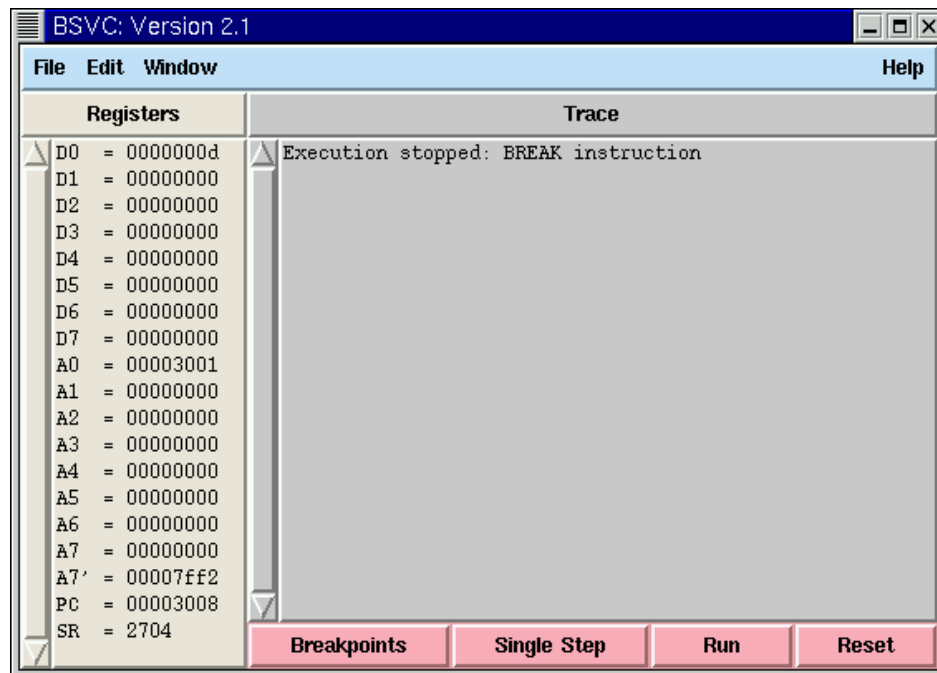 BSVC: Version 2.1
File Edit Window Help
Registers Trace
D0 = 0000000d Execution stopped: BREAK instruction
D1 = 00000000
D2 = 00000000
D3 = 00000000
D4 = 00000000
D5 = 00000000
D6 = 00000000
D7 = 00000000
A0 = 00003001
A1 = 00000000
A2 = 00000000
A3 = 00000000
A4 = 00000000
A5 = 00000000
A6 = 00000000
A7 = 00000000
A7' = 00007ff2
PC = 00003008
SR = 2704
Breakpoints Single Step Run Reset